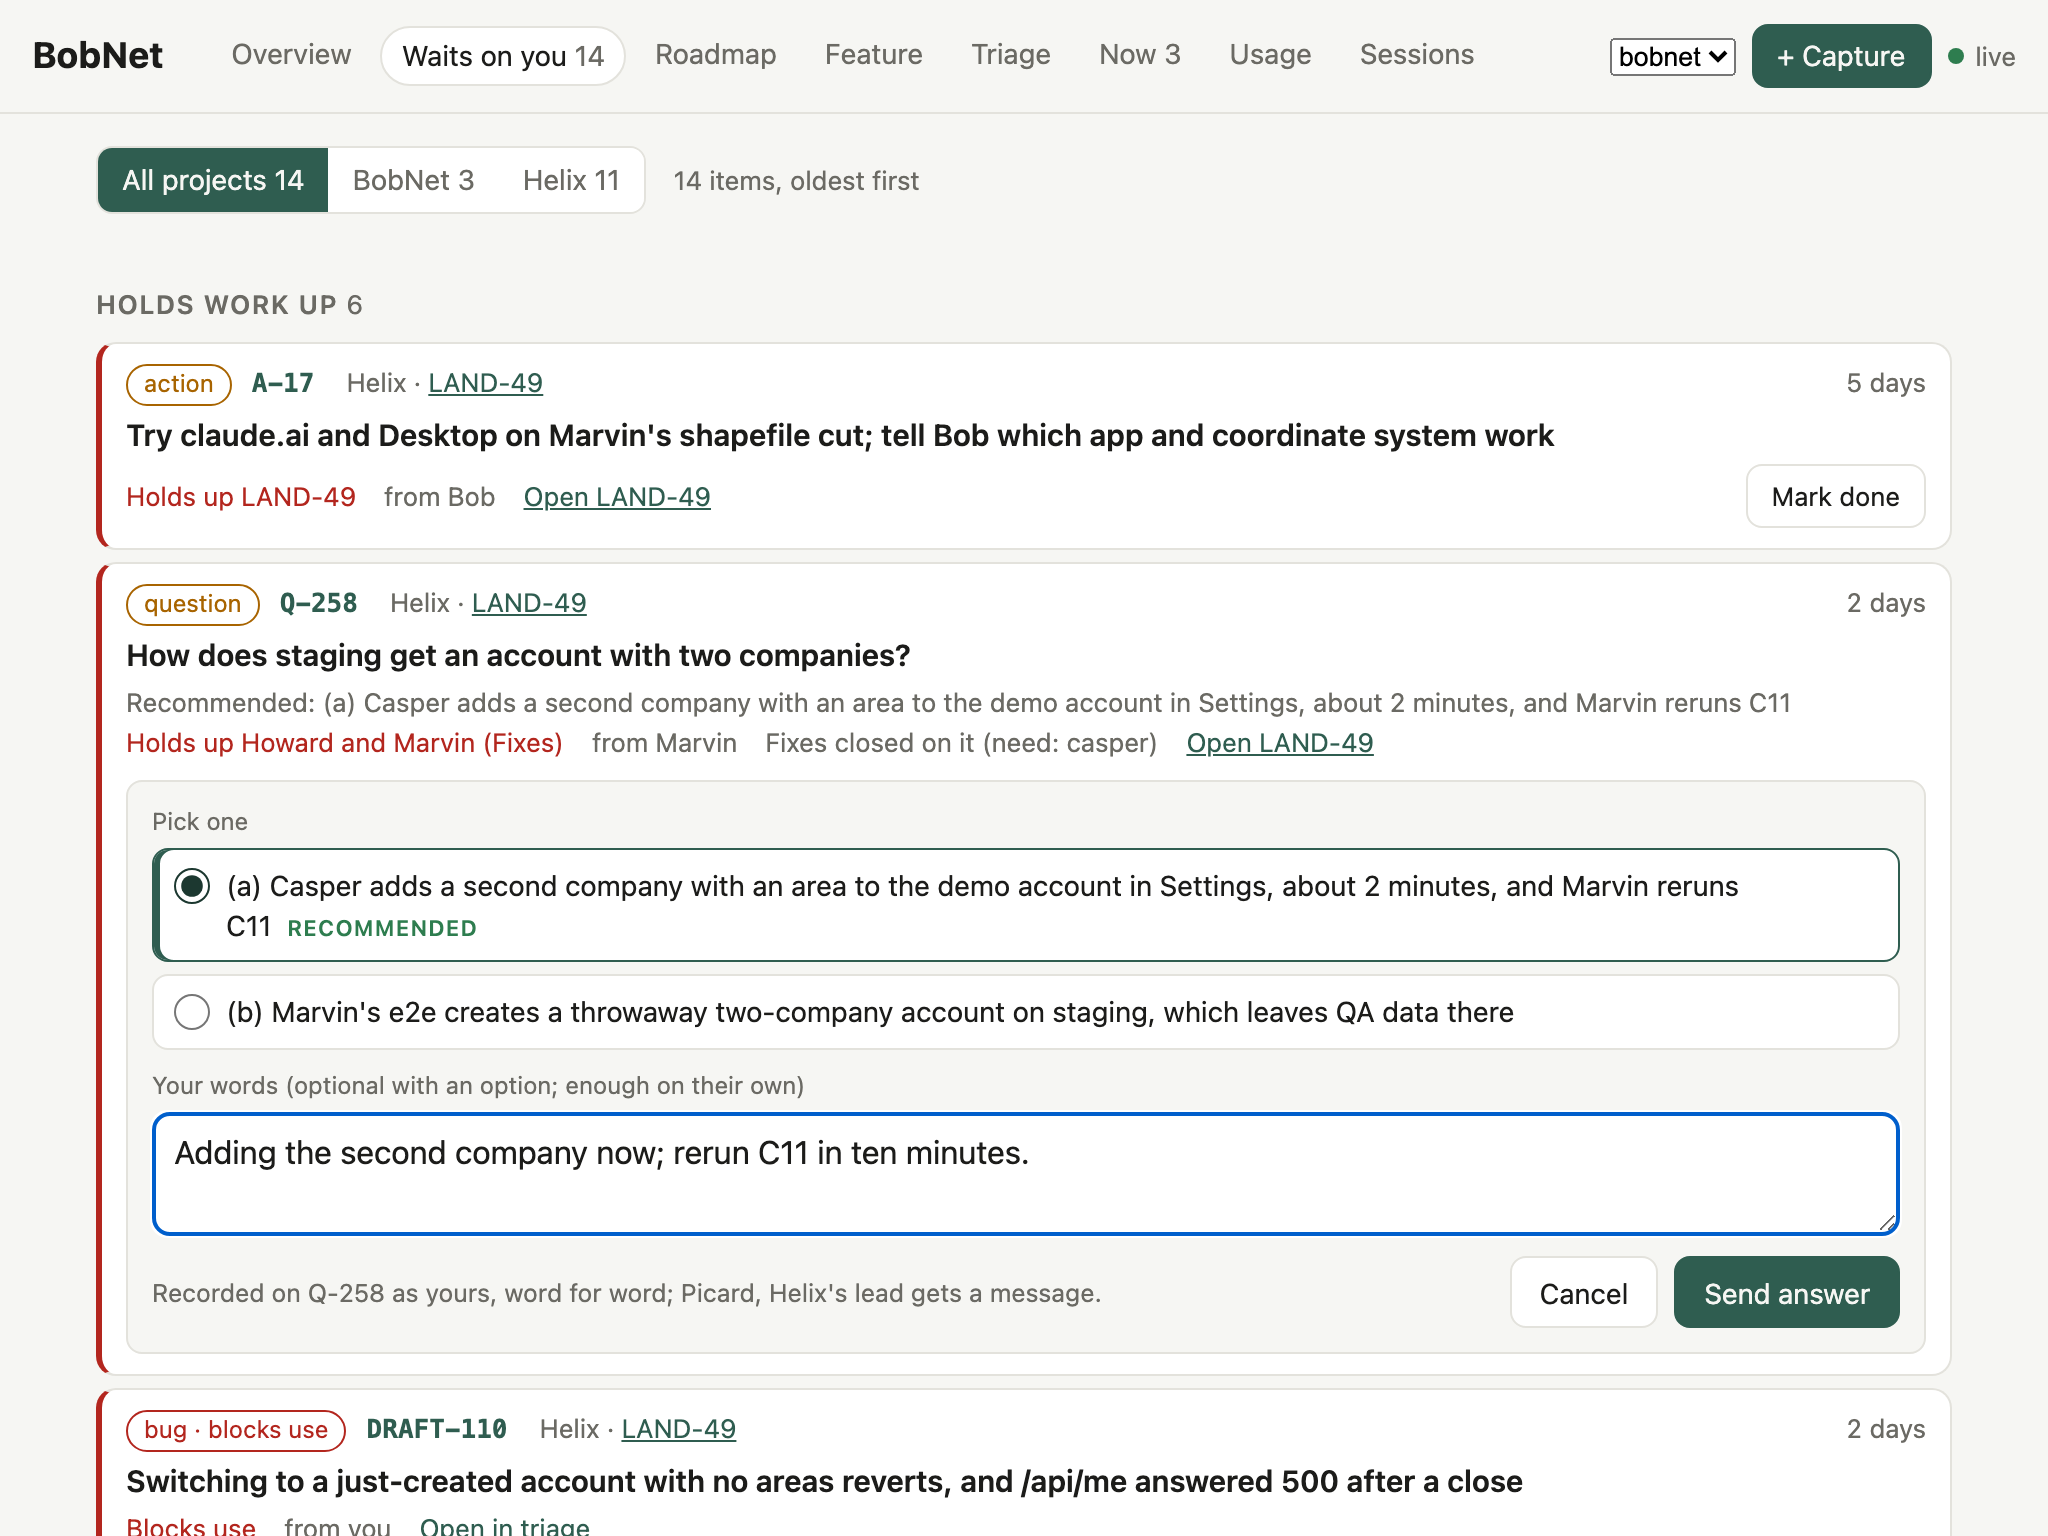 BobNet Overview Waits on you 14 Roadmap Feature Triage Now 3 Usage Sessions bobnet + Capture live
All projects 14 BobNet 3 Helix 11 14 items, oldest first
HOLDS WORK UP 6
action A-17 Helix · LAND-49 5 days
Try claude.ai and Desktop on Marvin's shapefile cut; tell Bob which app and coordinate system work
Holds up LAND-49 from Bob Open LAND-49 Mark done
question Q-258 Helix · LAND-49 2 days
How does staging get an account with two companies?
Recommended: (a) Casper adds a second company with an area to the demo account in Settings, about 2 minutes, and Marvin reruns C11
Holds up Howard and Marvin (Fixes) from Marvin Fixes closed on it (need: casper) Open LAND-49
Pick one
(a) Casper adds a second company with an area to the demo account in Settings, about 2 minutes, and Marvin reruns
C11 RECOMMENDED
(b) Marvin's e2e creates a throwaway two-company account on staging, which leaves QA data there
Your words (optional with an option; enough on their own)
Adding the second company now; rerun C11 in ten minutes.
Recorded on Q-258 as yours, word for word; Picard, Helix's lead gets a message. Cancel Send answer
bug · blocks use DRAFT-110 Helix · LAND-49 2 days
Switching to a just-created account with no areas reverts, and /api/me answered 500 after a close
Blocks use from you Open in triage